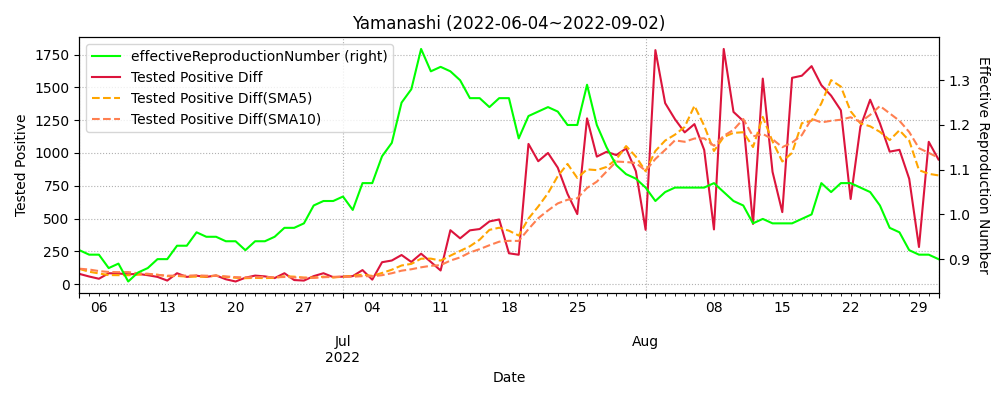 Yamanashi (2022-06-04~2022-09-02)
effectiveReproductionNumber (right)
Tested Positive Diff
Tested Positive Diff(SMA5)
Tested Positive Diff(SMA10)
Tested Positive
1750
1500
1250
1000
750
500
250
0
Effective Reproduction Number
1.3
1.2
1.1
1.0
0.9
06 13 20 27 04 11 18 25 08 15 22 29
Jul Aug
2022
Date